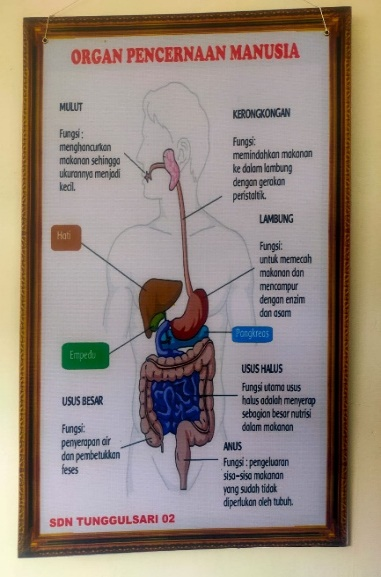 ORGAN PENCERNAAN MANUSIA
MULUT
Fungsi :
menghancurkan
makanan sehingga
ukurannya menjadi
kecil.
KERONGKONGAN
Fungsi:
memindahkan makanan
ke dalam lambung
dengan gerakan
peristaltik.
LAMBUNG
Fungsi:
untuk memecah
makanan dan
mencampur
dengan enzim
dan asam
Hati
Pangkreas
Empedu
USUS HALUS
Fungsi utama usus
halus adalah menyerap
sebagian besar nutrisi
dalam makanan
USUS BESAR
Fungsi:
penyerapan air
dan pembetukkan
feses
ANUS
Fungsi : pengeluaran
sisa-sisa makanan
yang sudah tidak
diperlukan oleh tubuh.
SDN TUNGGULSARI 02